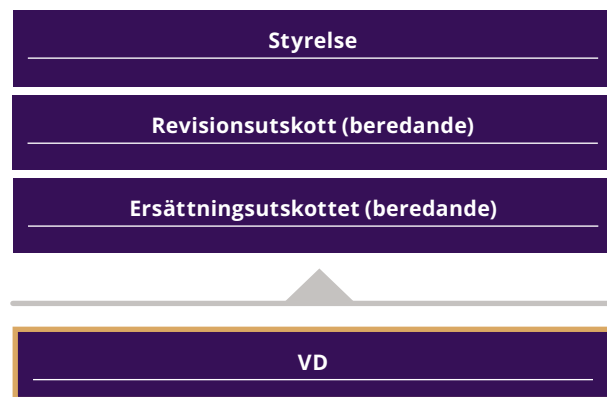 Styrelse
Revisionsutskott (beredande)
Ersättningsutskottet (beredande)
VD